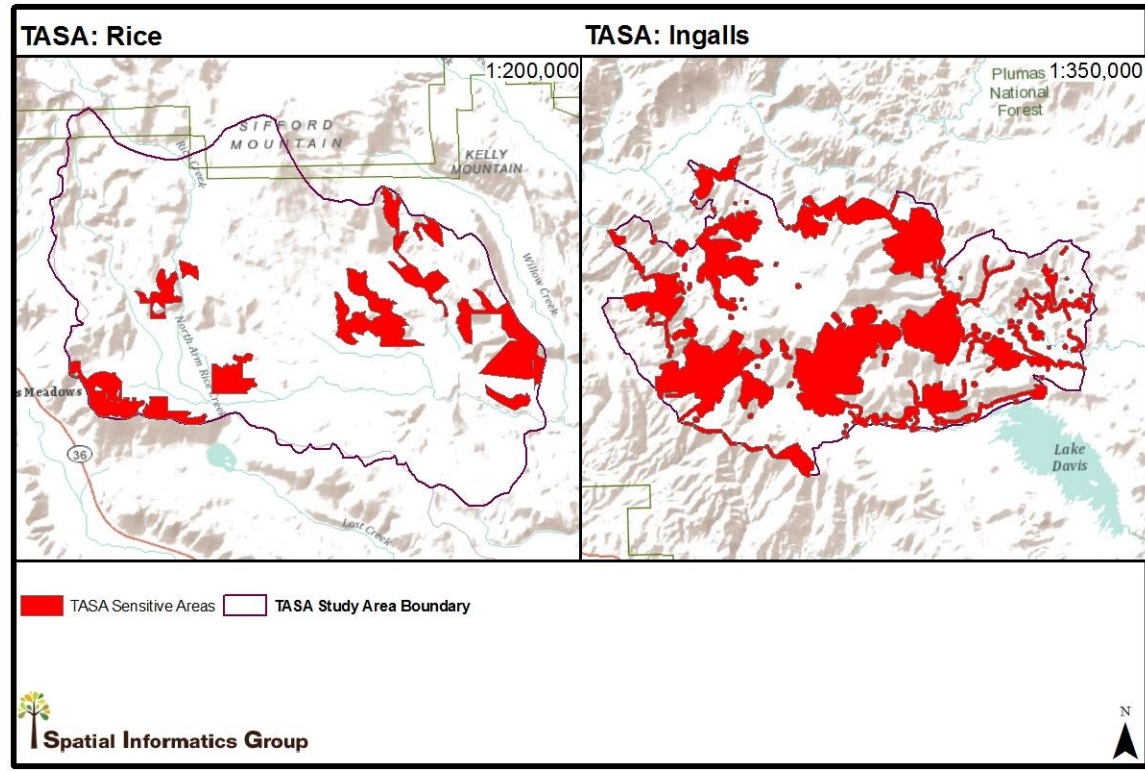 TASA: Rice
TASA: Ingalls
1:200,000
SIFFORD
MOUNTAIN
KELLY
MOUNTAIN
Rice Creek
Willow Creek
North Arm Rice Creek
s Meadows
36
Lost Creek
1:350,000
Plumas
National
Forest
Lake
Davis
TASA Sensitive Areas
TASA Study Area Boundary
Spatial Informatics Group
N